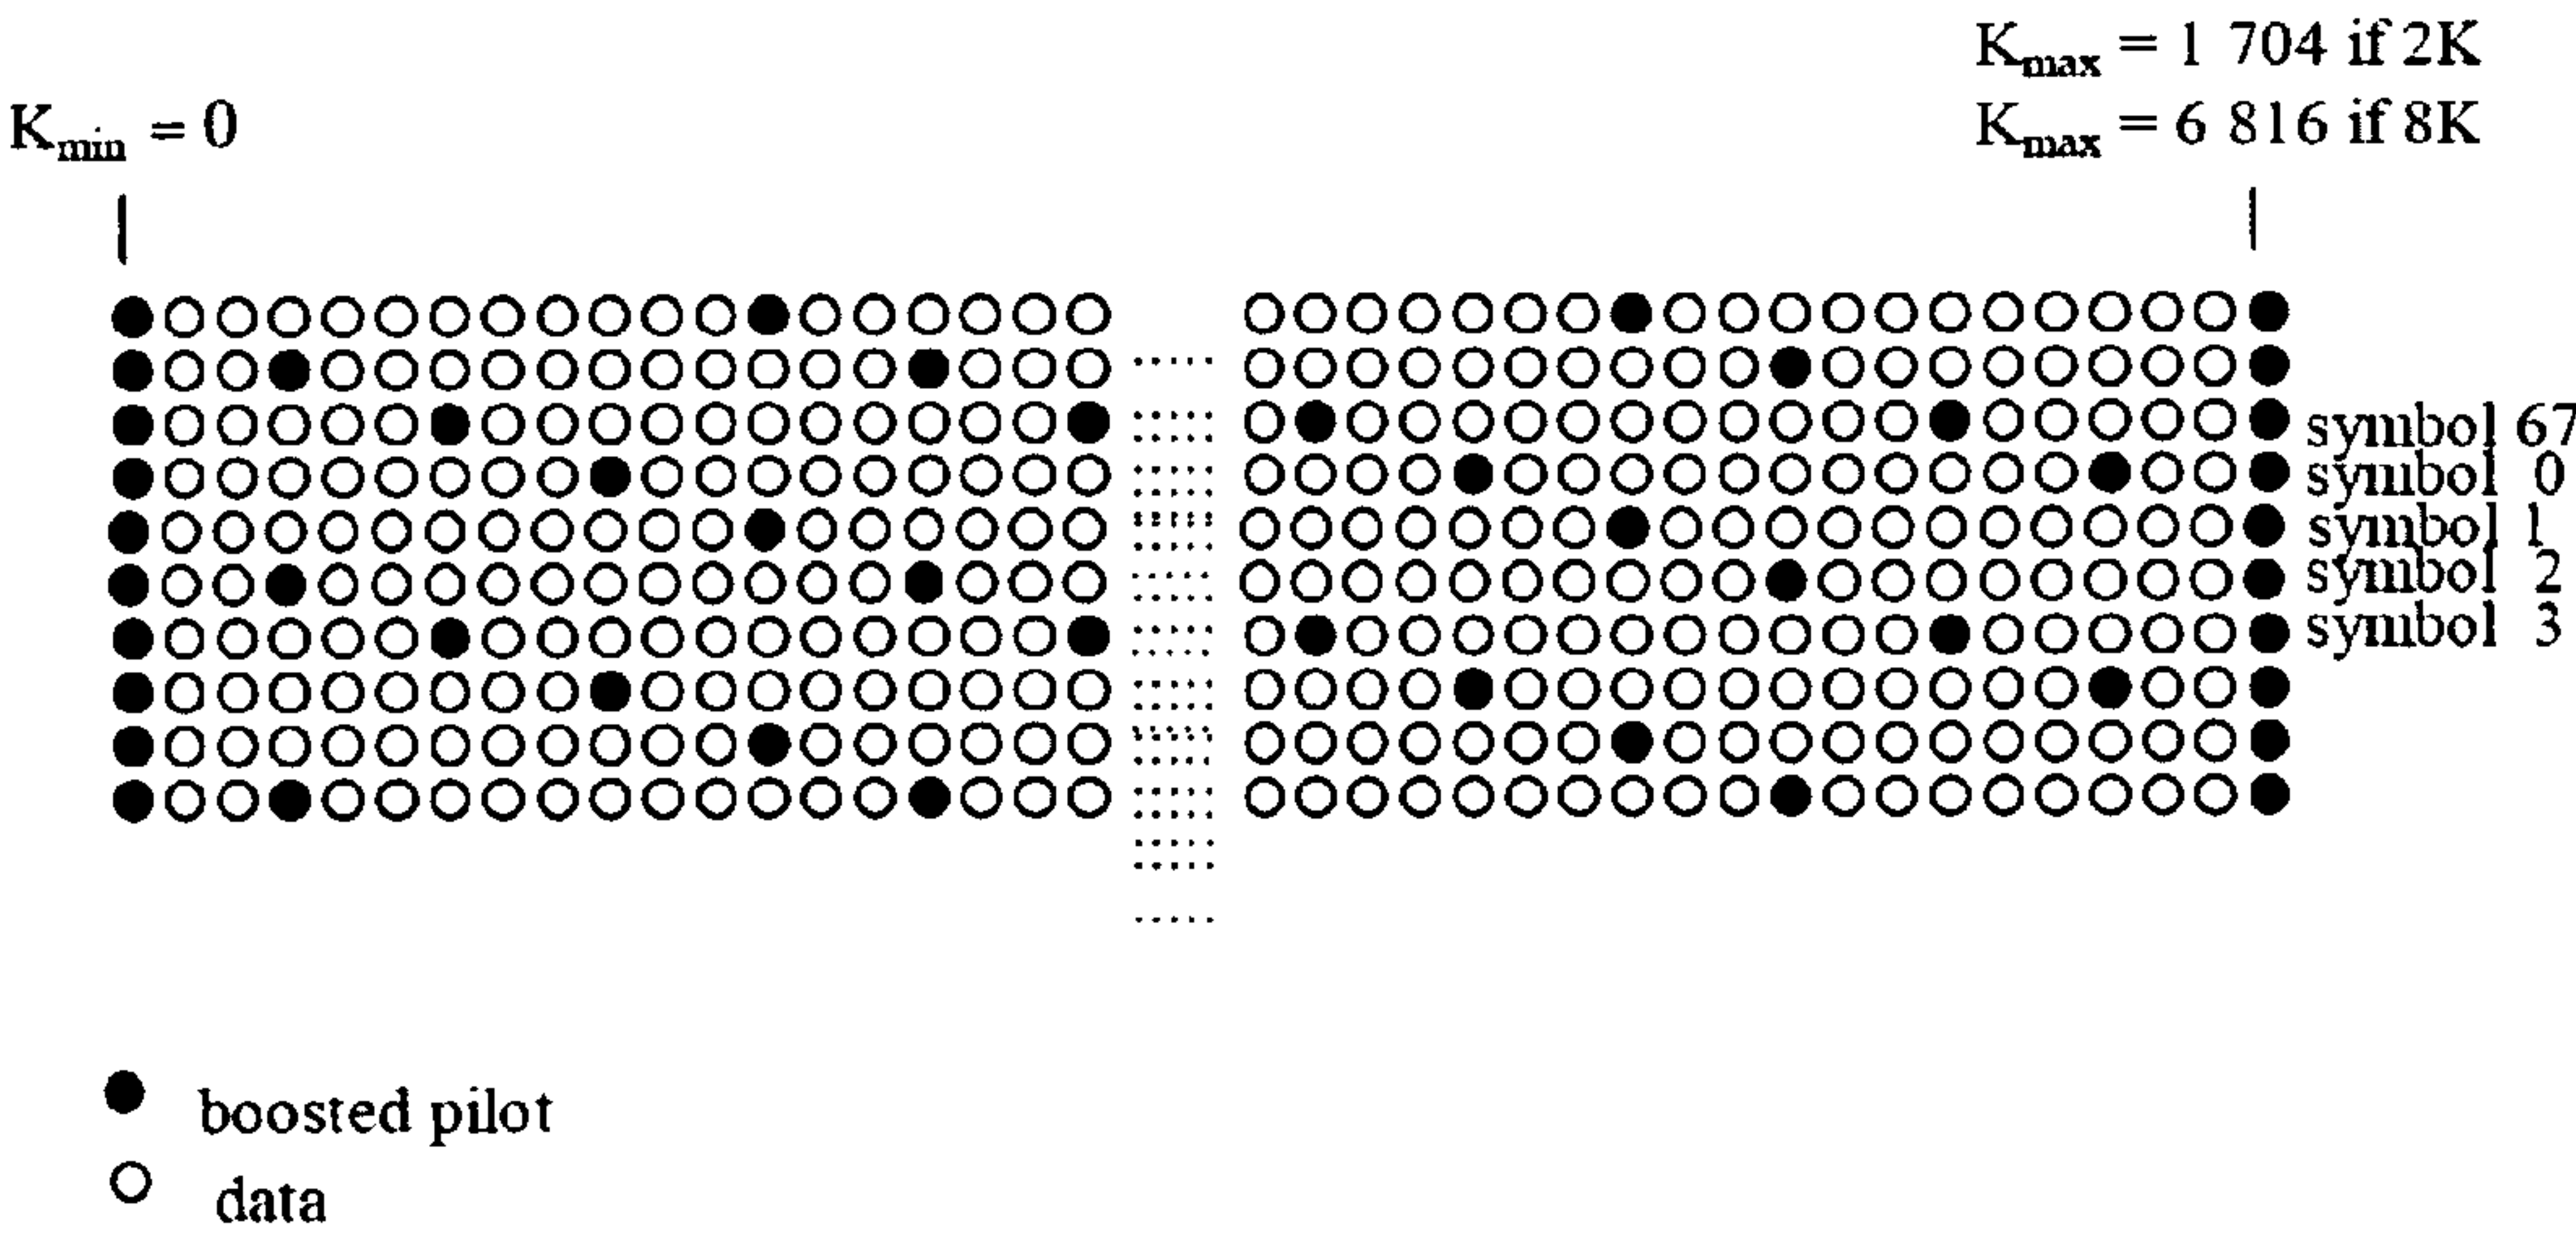 K_max = 1 704 if 2K
K_max = 6 816 if 8K
K_min = 0
symbol 67
symbol 0
symbol 1
symbol 2
symbol 3
boosted pilot
data